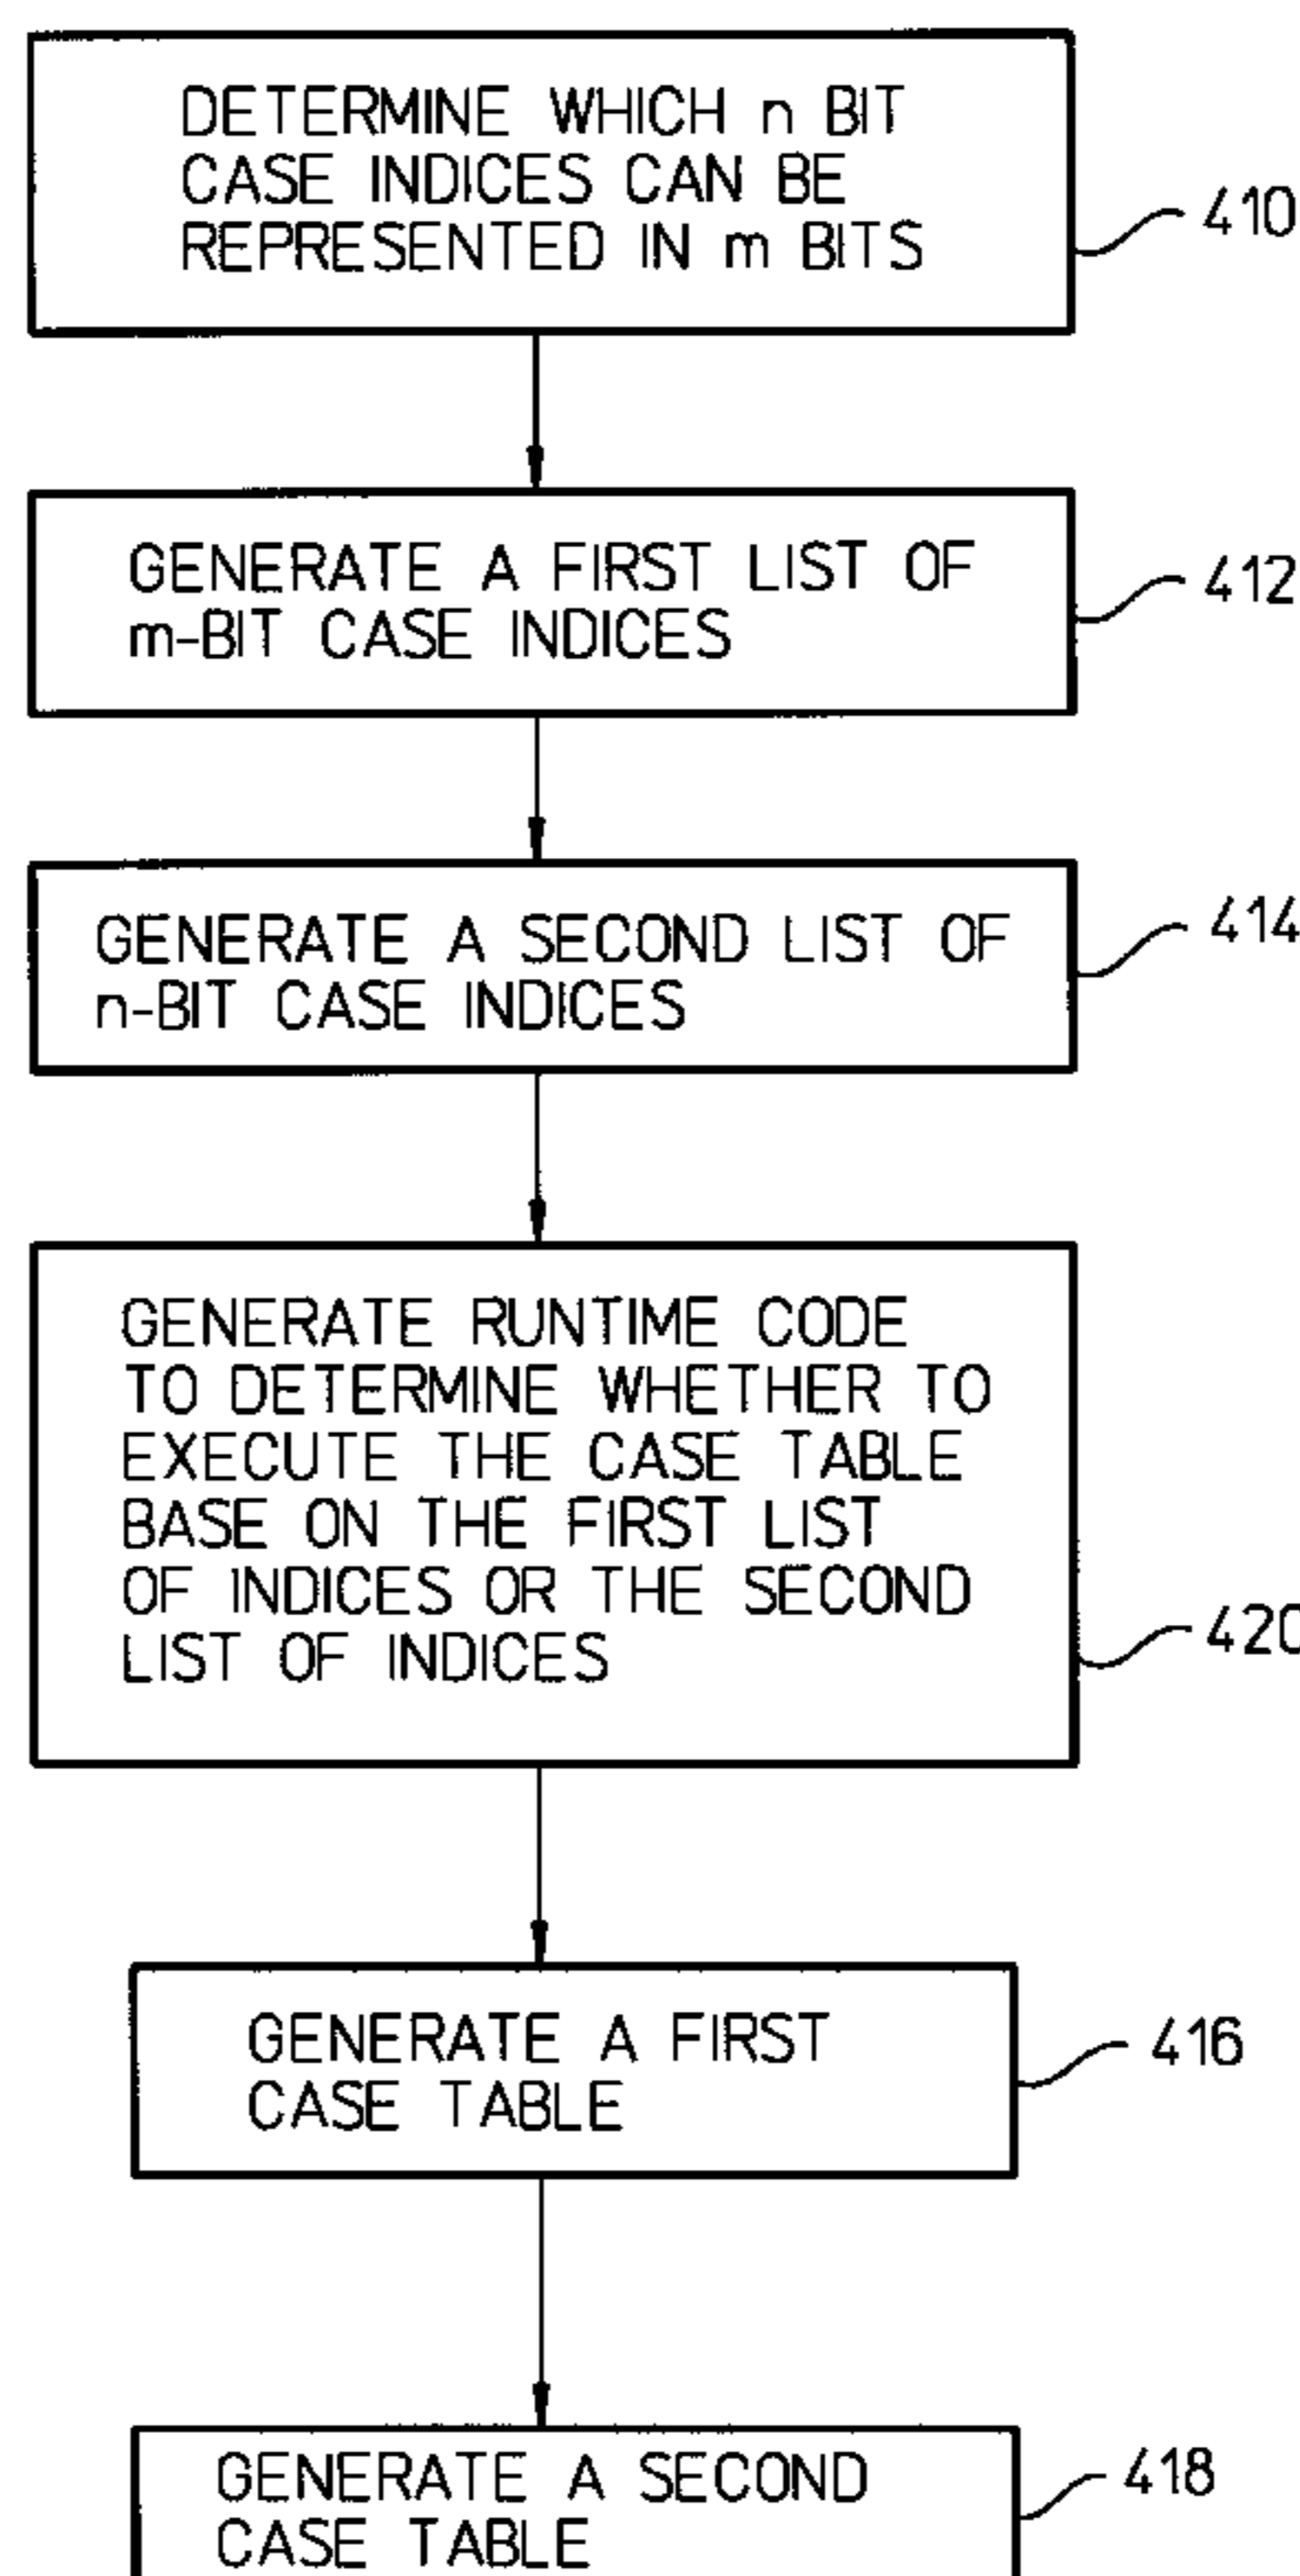 DETERMINE WHICH n BIT
CASE INDICES CAN BE
REPRESENTED IN m BITS
410
GENERATE A FIRST LIST OF
m-BIT CASE INDICES
412
GENERATE A SECOND LIST OF
n-BIT CASE INDICES
414
GENERATE RUNTIME CODE
TO DETERMINE WHETHER TO
EXECUTE THE CASE TABLE
BASE ON THE FIRST LIST
OF INDICES OR THE SECOND
LIST OF INDICES
420
GENERATE A FIRST
CASE TABLE
416
GENERATE A SECOND
CASE TABLE
418